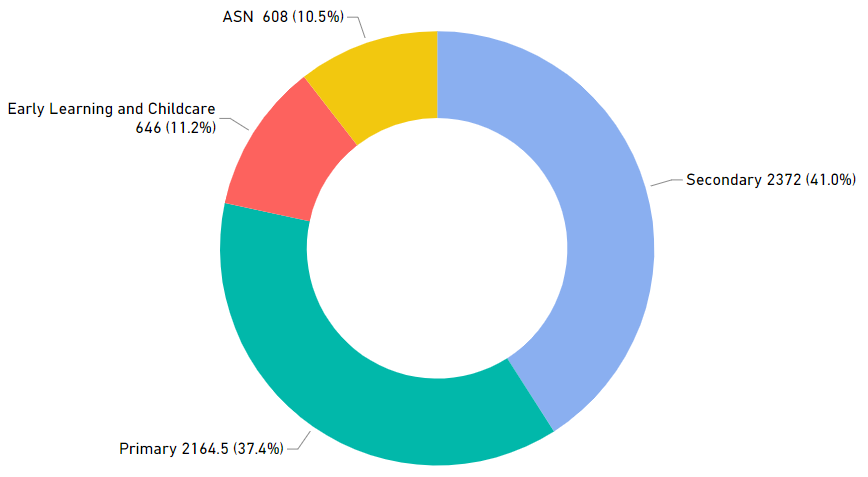 ASN  608 (10.5%)
Early Learning and Childcare
646 (11.2%)
Secondary 2372 (41.0%)
Primary 2164.5 (37.4%)